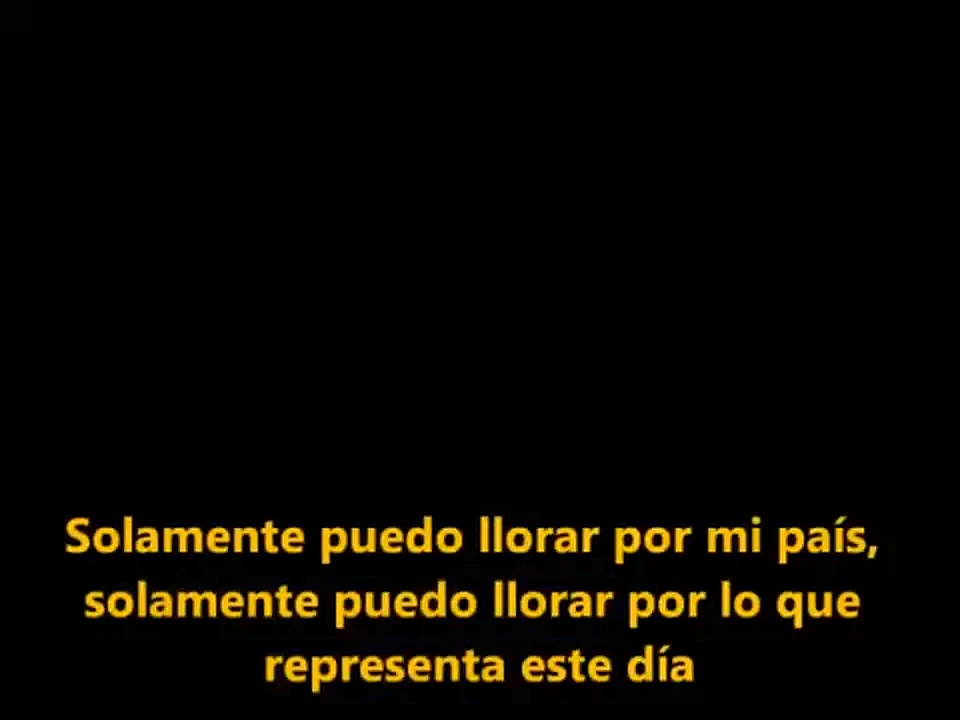 Solamente puedo llorar por mi país,
solamente puedo llorar por lo que
representa este día